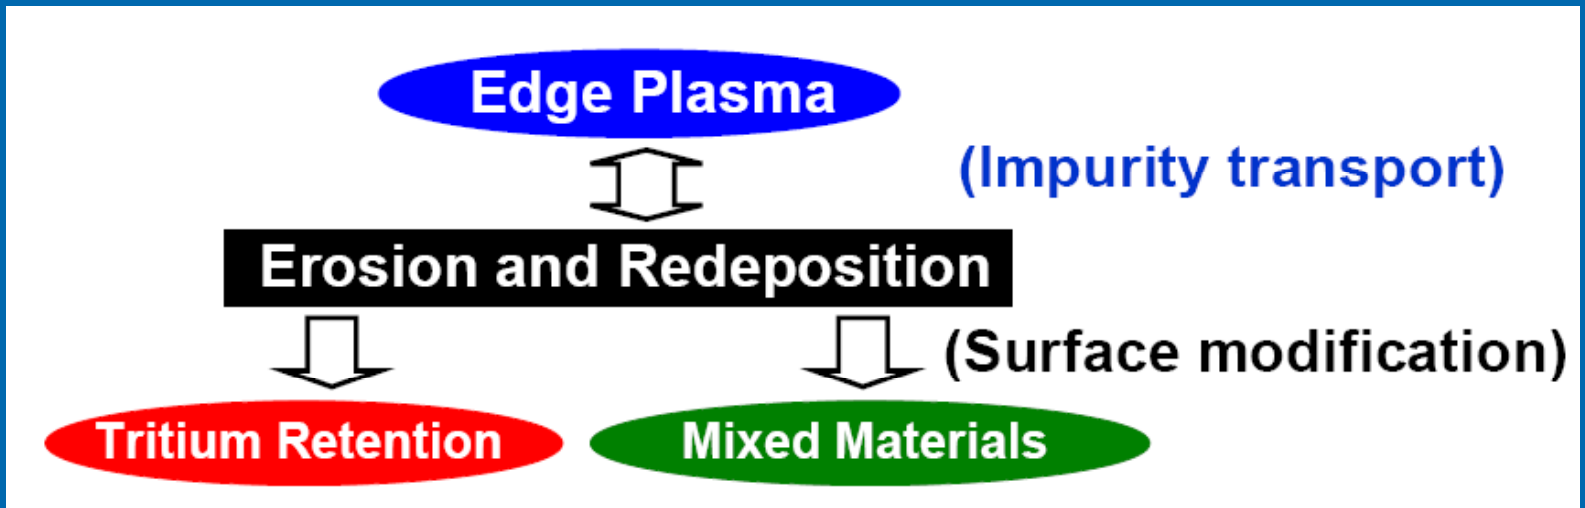 Edge Plasma
(Impurity transport)
Erosion and Redeposition
(Surface modification)
Tritium Retention
Mixed Materials